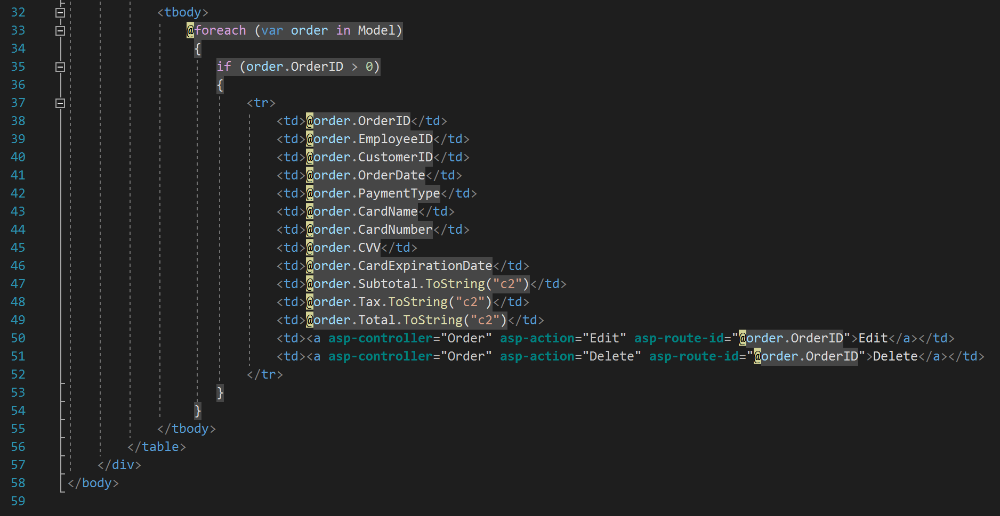 32 <tbody>
33 @foreach (var order in Model)
34 {
35 if (order.OrderID > 0)
36 {
37 <tr>
38 <td>@order.OrderID</td>
39 <td>@order.EmployeeID</td>
40 <td>@order.CustomerID</td>
41 <td>@order.OrderDate</td>
42 <td>@order.PaymentType</td>
43 <td>@order.CardName</td>
44 <td>@order.CardNumber</td>
45 <td>@order.CVV</td>
46 <td>@order.CardExpirationDate</td>
47 <td>@order.Subtotal.ToString("c2")</td>
48 <td>@order.Tax.ToString("c2")</td>
49 <td>@order.Total.ToString("c2")</td>
50 <td><a asp-controller="Order" asp-action="Edit" asp-route-id="@order.OrderID">Edit</a></td>
51 <td><a asp-controller="Order" asp-action="Delete" asp-route-id="@order.OrderID">Delete</a></td>
52 </tr>
53 }
54 }
55 </tbody>
56 </table>
57 </div>
58 </body>
59